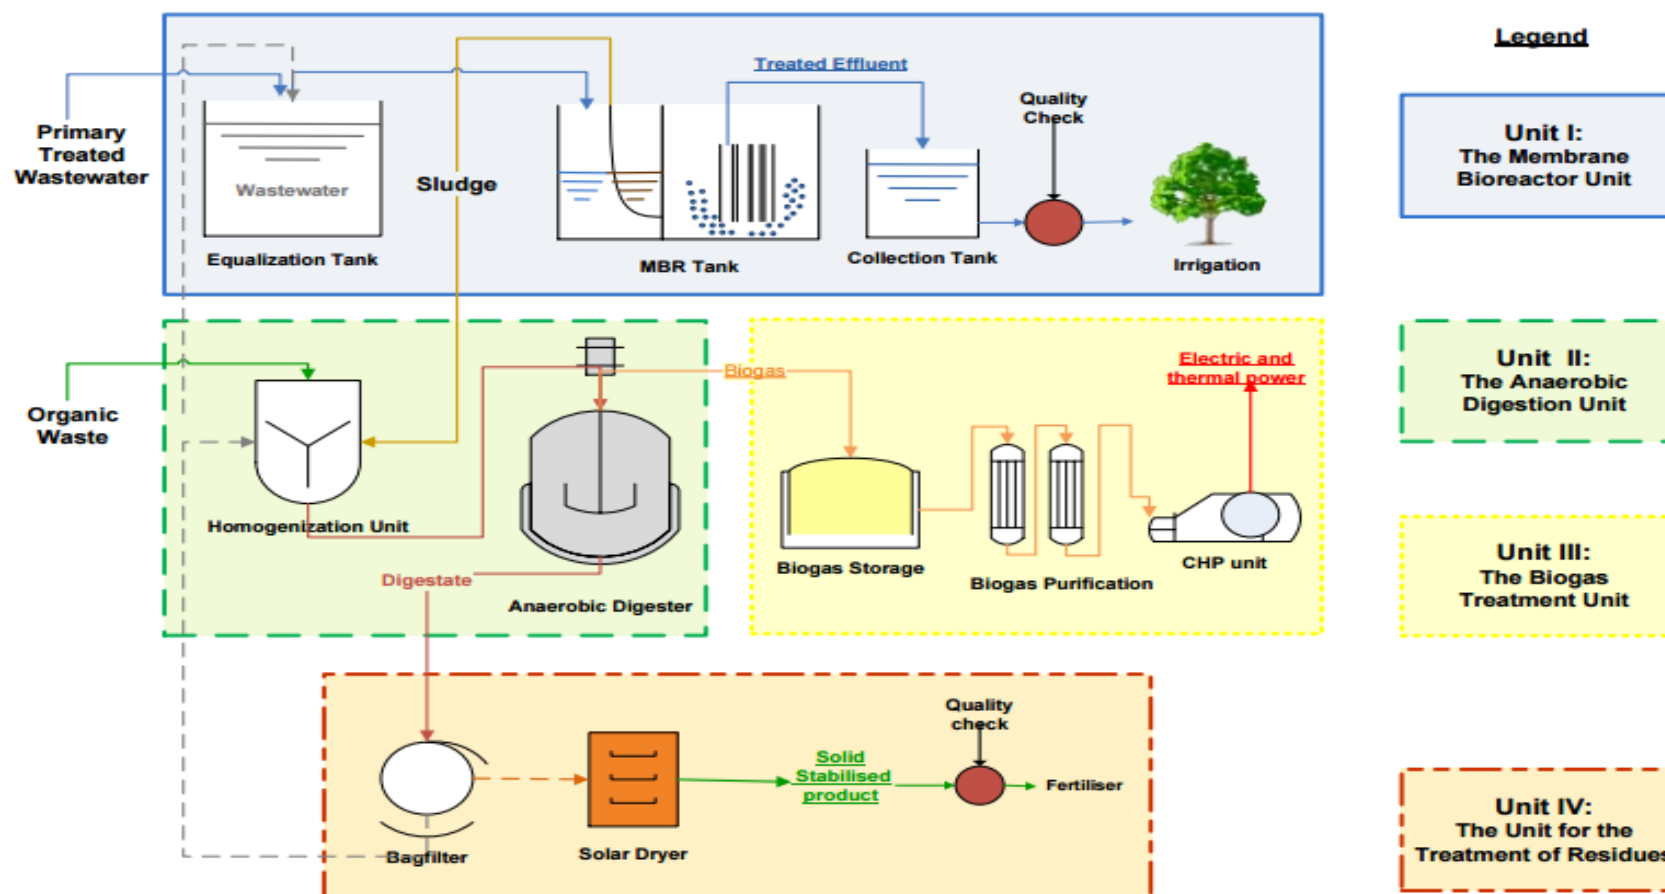 Legend
Treated Effluent
Quality
Check
Primary
Treated
Wastewater
Wastewater
Sludge
Equalization Tank
MBR Tank
Collection Tank
Irrigation
Unit I:
The Membrane
Bioreactor Unit
Organic
Waste
Homogenization Unit
Digestate
Anaerobic Digester
Biogas
Electric and
thermal power
Biogas Storage
Biogas Purification
CHP unit
Unit II:
The Anaerobic
Digestion Unit
Unit III:
The Biogas
Treatment Unit
Quality
check
Solid
Stabilised
product
Fertiliser
Bagfilter
Solar Dryer
Unit IV:
The Unit for the
Treatment of Residues